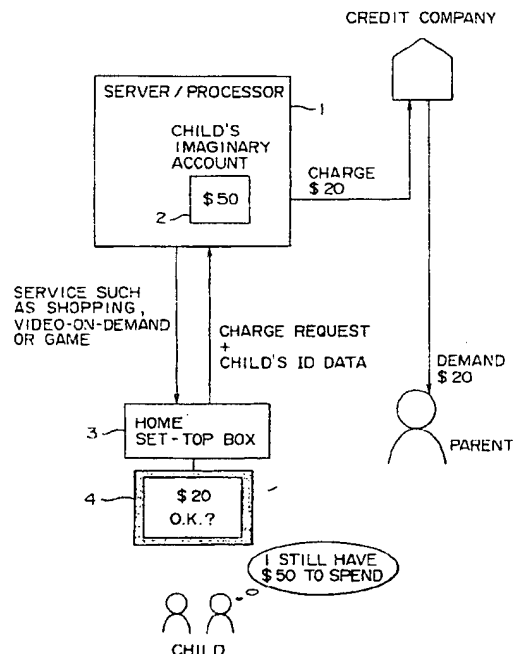 CREDIT COMPANY
SERVER/PROCESSOR
1
CHILD'S
IMAGINARY
ACCOUNT
$50
2
CHARGE
$20
SERVICE SUCH
AS SHOPPING,
VIDEO-ON-DEMAND
OR GAME
CHARGE REQUEST
+
CHILD'S ID DATA
DEMAND
$20
PARENT
3
HOME
SET-TOP BOX
4
$20
O.K.?
I STILL HAVE
$50 TO SPEND
CHILD